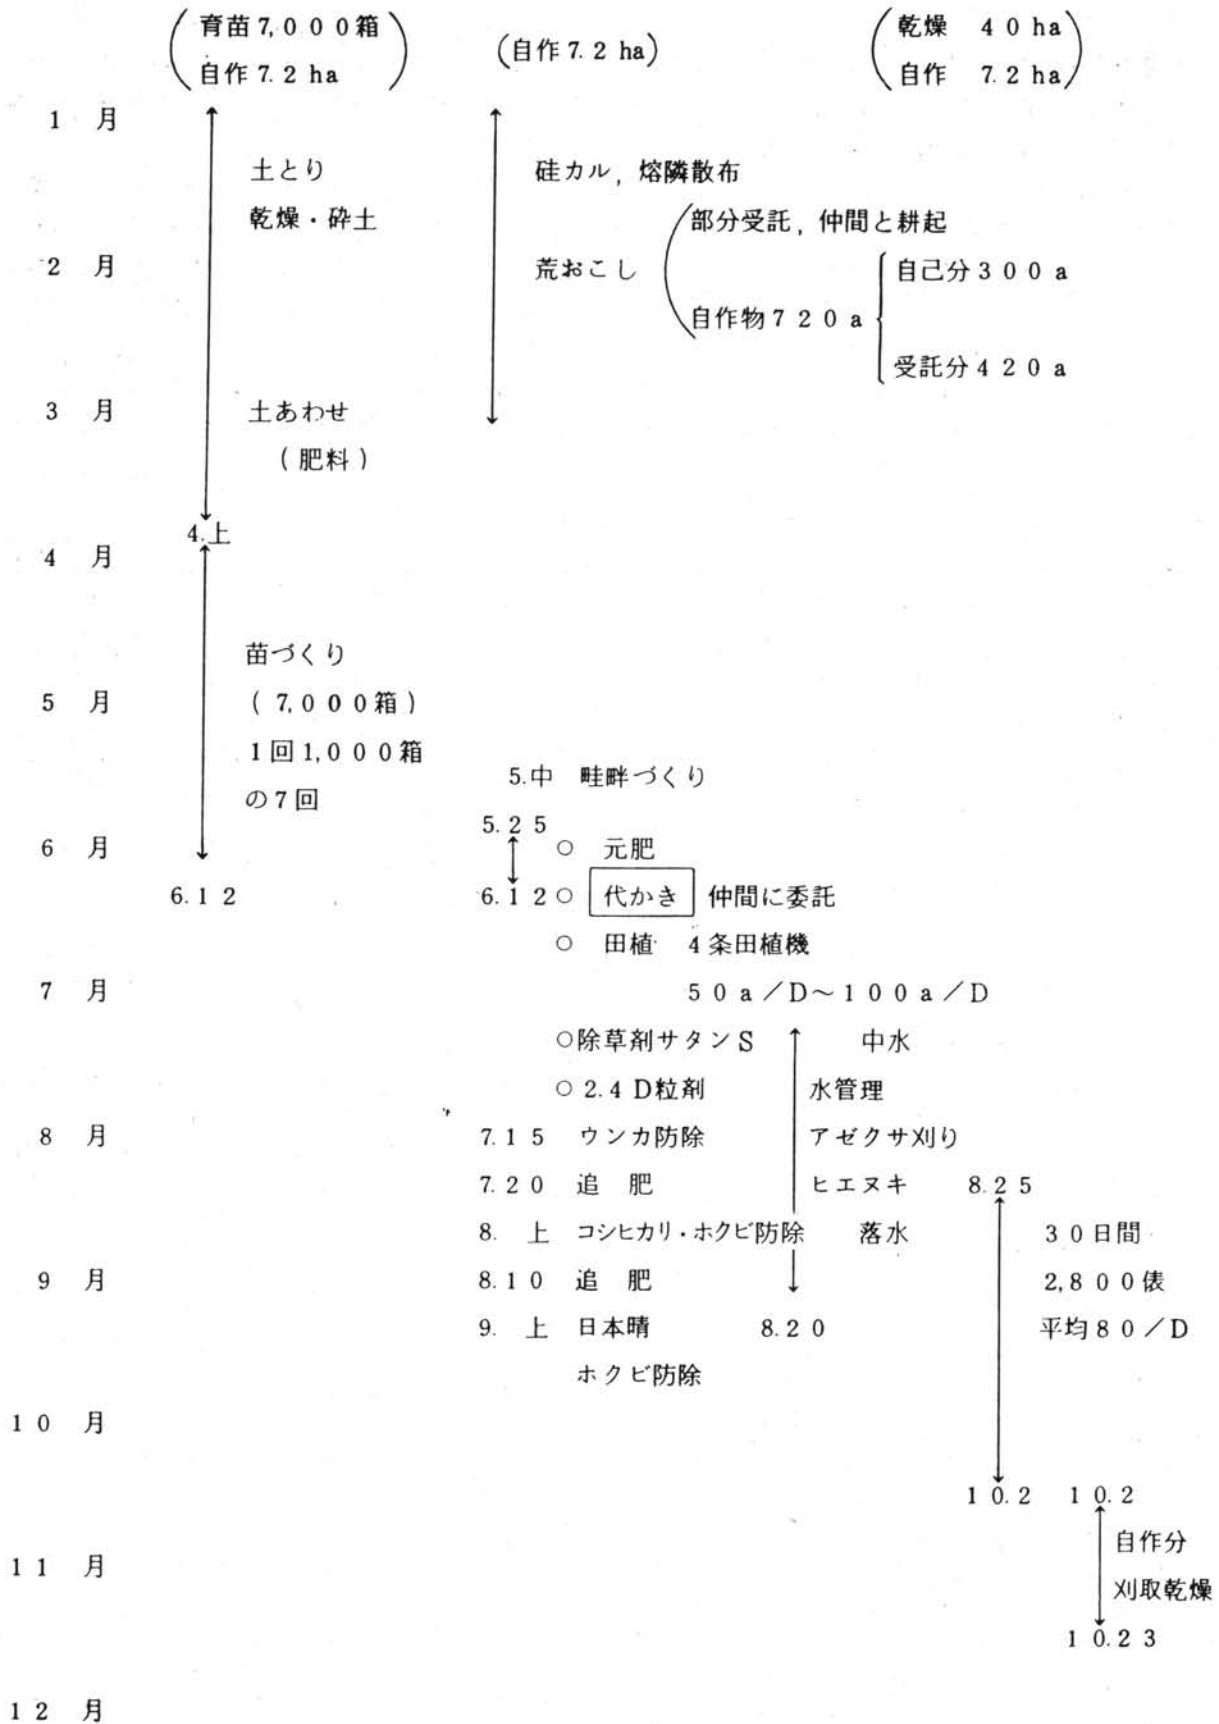 育苗7,000箱
自作7.2 ha
(自作7.2 ha)
乾燥 40 ha
自作 7.2 ha
1 月
土とり
乾燥・砕土
硅カル, 熔隣散布
部分受託, 仲間と耕起
2 月
荒おこし
自己分300a
自作物720a
受託分420a
3 月
土あわせ
(肥料)
4.上
4 月
苗づくり
5 月
(7,000箱)
1回1,000箱
の7回
5.中 畦畔づくり
5.25
6 月
○ 元肥
6.12
6.12 ○ 代かき 仲間に委託
○ 田植 4条田植機
7 月
50a/D～100a/D
○除草剤サタンS 中水
○ 2.4 D粒剤 水管理
8 月
7.15 ウンカ防除 アゼクサ刈り
7.20 追 肥 ヒエヌキ 8.25
8. 上 コシヒカリ・ホクビ防除 落水 30日間
9 月
8.10 追 肥 2,800俵
9. 上 日本晴 8.20 平均80/D
ホクビ防除
10 月
10.2 10.2
自作分
11 月
刈取乾燥
10.23
12 月